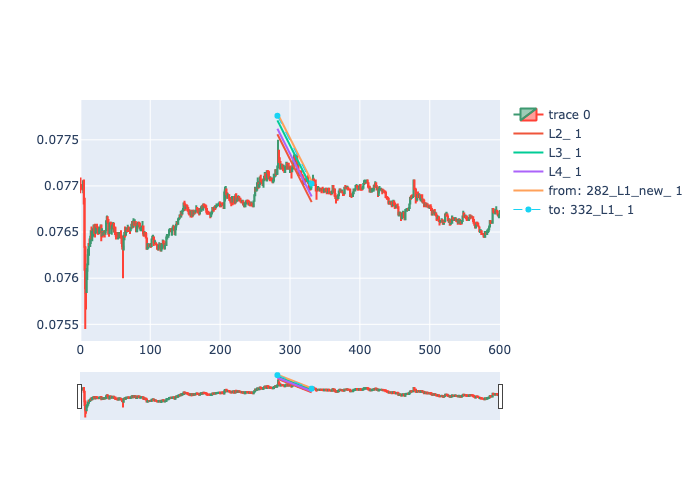 0.0775
0.077
0.0765
0.076
0.0755
0 100 200 300 400 500 600
trace 0
L2_ 1
L3_ 1
L4_ 1
from: 282_L1_new_ 1
to: 332_L1_ 1